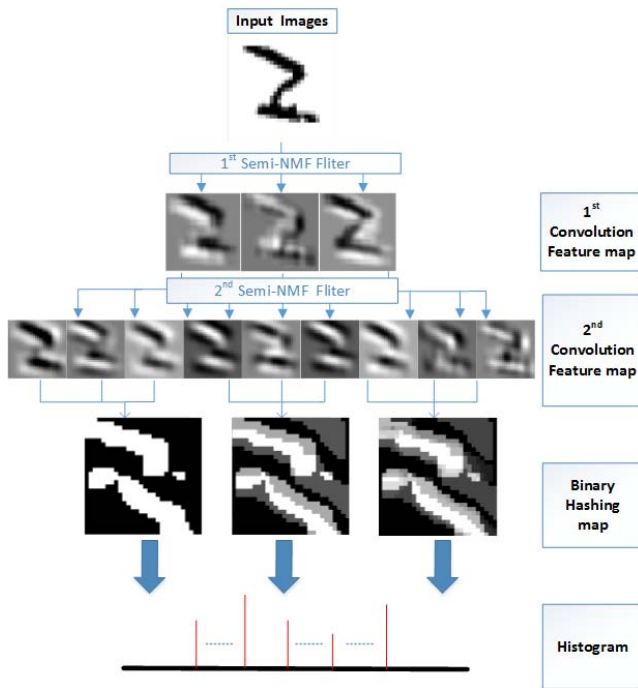 Input Images
1st Semi-NMF Fliter
1st
Convolution
Feature map
2nd Semi-NMF Fliter
2nd
Convolution
Feature map
Binary
Hashing
map
Histogram